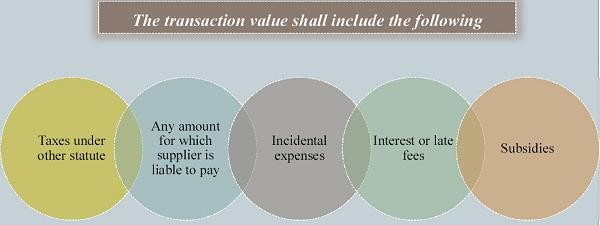 The transaction value shall include the following
Taxes under
other statute
Any amount
for which
supplier is
liable to pay
Incidental
expenses
Interest or late
fees
Subsidies